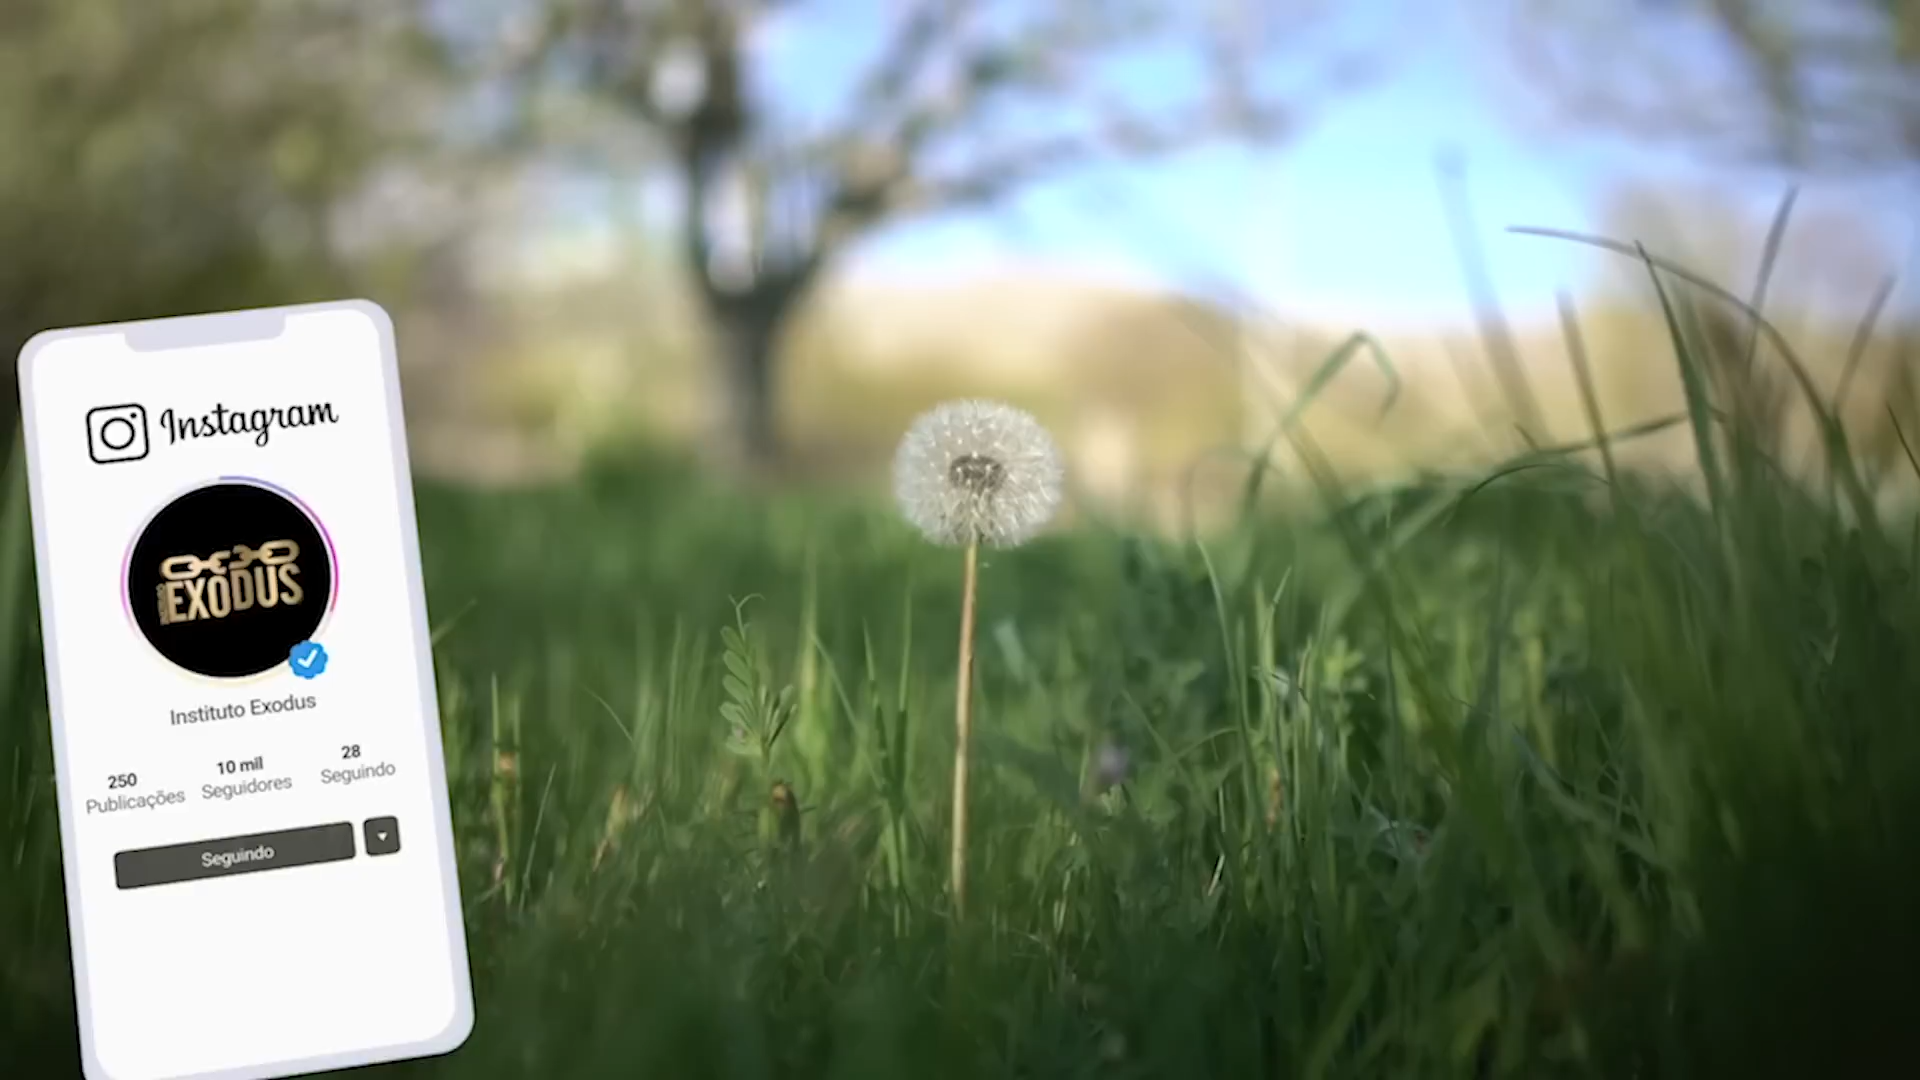 Instagram
EXODUS
Instituto Exodus
250
Publicações
10 mil
Seguidores
28
Seguindo
Seguindo